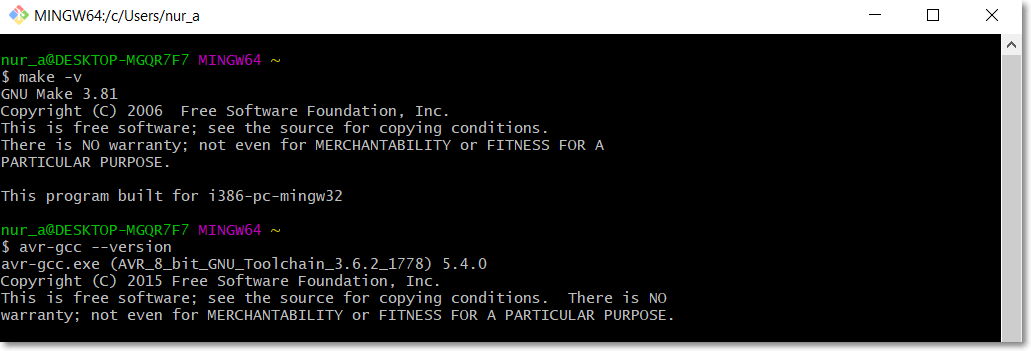 MINGW64:/c/Users/nur_a
nur_a@DESKTOP-MGQR7F7 MINGW64 ~
$ make -v
GNU Make 3.81
Copyright (C) 2006  Free Software Foundation, Inc.
This is free software; see the source for copying conditions.
There is NO warranty; not even for MERCHANTABILITY or FITNESS FOR A
PARTICULAR PURPOSE.
This program built for i386-pc-mingw32
nur_a@DESKTOP-MGQR7F7 MINGW64 ~
$ avr-gcc --version
avr-gcc.exe (AVR_8_bit_GNU_Toolchain_3.6.2_1778) 5.4.0
Copyright (C) 2015 Free Software Foundation, Inc.
This is free software; see the source for copying conditions.  There is NO
warranty; not even for MERCHANTABILITY or FITNESS FOR A PARTICULAR PURPOSE.